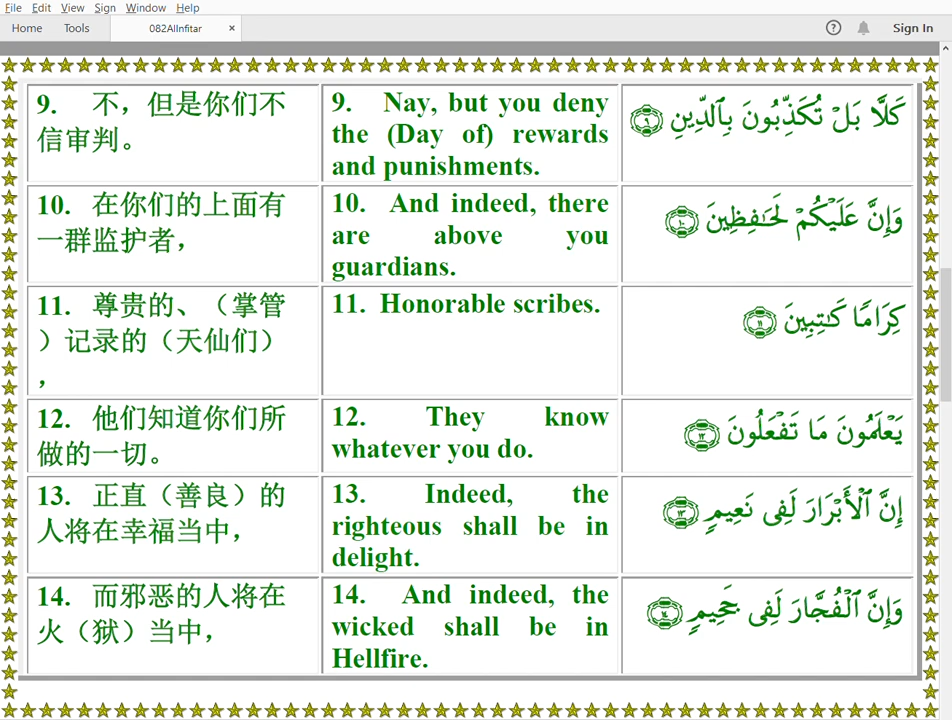 File Edit View Sign Window Help
Home Tools 082AlInfitar × ? Sign In
9. 不，但是你们不
信审判。
9. Nay, but you deny
the (Day of) rewards
and punishments.
كَلَّا بَلْ تُكَذِّبُونَ بِٱلدِّينِ ٩
10. 在你们的上面有
一群监护者，
10. And indeed, there
are above you
guardians.
وَإِنَّ عَلَيْكُمْ لَحَـٰفِظِينَ ١٠
11. 尊贵的、（掌管
）记录的（天仙们）
，
11. Honorable scribes.
كِرَامًا كَـٰتِبِينَ ١١
12. 他们知道你们所
做的一切。
12. They know
whatever you do.
يَعْلَمُونَ مَا تَفْعَلُونَ ١٢
13. 正直（善良）的
人将在幸福当中，
13. Indeed, the
righteous shall be in
delight.
إِنَّ ٱلْأَبْرَارَ لَفِى نَعِيمٍ ١٣
14. 而邪恶的人将在
火（狱）当中，
14. And indeed, the
wicked shall be in
Hellfire.
وَإِنَّ ٱلْفُجَّارَ لَفِى جَحِيمٍ ١٤